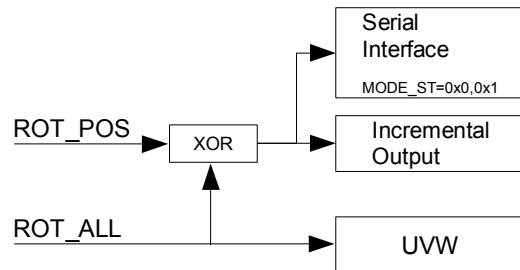 Serial
Interface
MODE_ST=0x0,0x1
ROT_POS
XOR
Incremental
Output
ROT_ALL
UVW